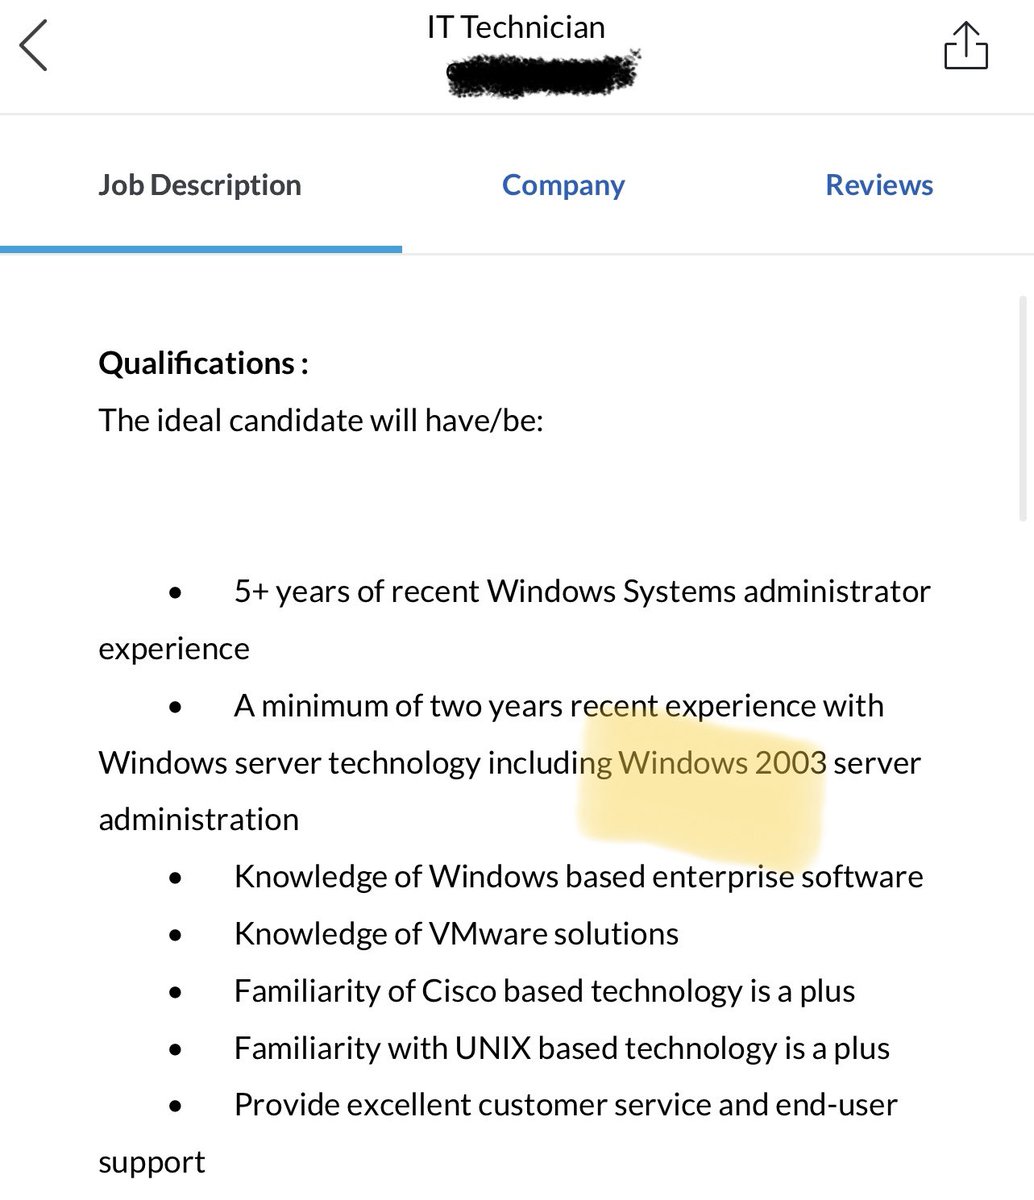 IT Technician
Job Description
Company
Reviews
Qualifications :
The ideal candidate will have/be:
• 5+ years of recent Windows Systems administrator
experience
• A minimum of two years recent experience with
Windows server technology including Windows 2003 server
administration
• Knowledge of Windows based enterprise software
• Knowledge of VMware solutions
• Familiarity of Cisco based technology is a plus
• Familiarity with UNIX based technology is a plus
• Provide excellent customer service and end-user
support